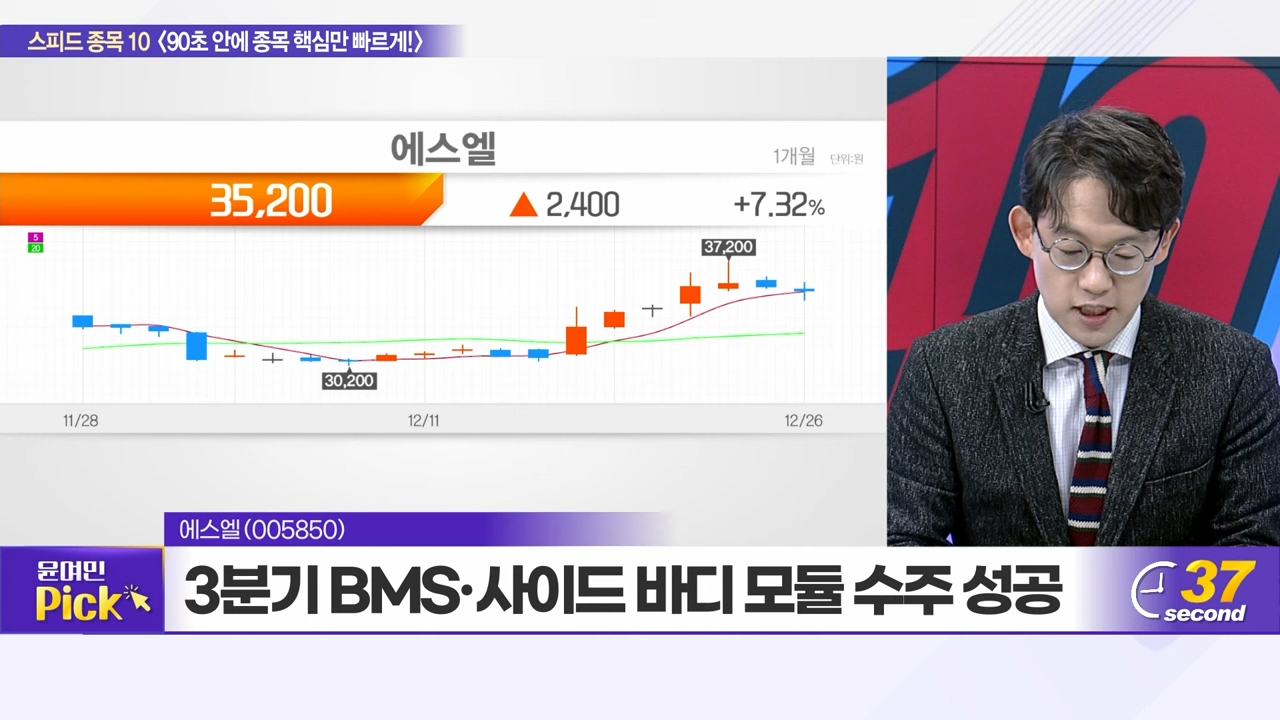 스피드 종목 10 <90초 안에 종목 핵심만 빠르게!>
에스엘
1개월 단위:원
35,200 ▲ 2,400 +7.32%
5
20
37,200
30,200
11/28 12/11 12/26
에스엘(005850)
윤여민
Pick
3분기 BMS·사이드 바디 모듈 수주 성공
37
second
10